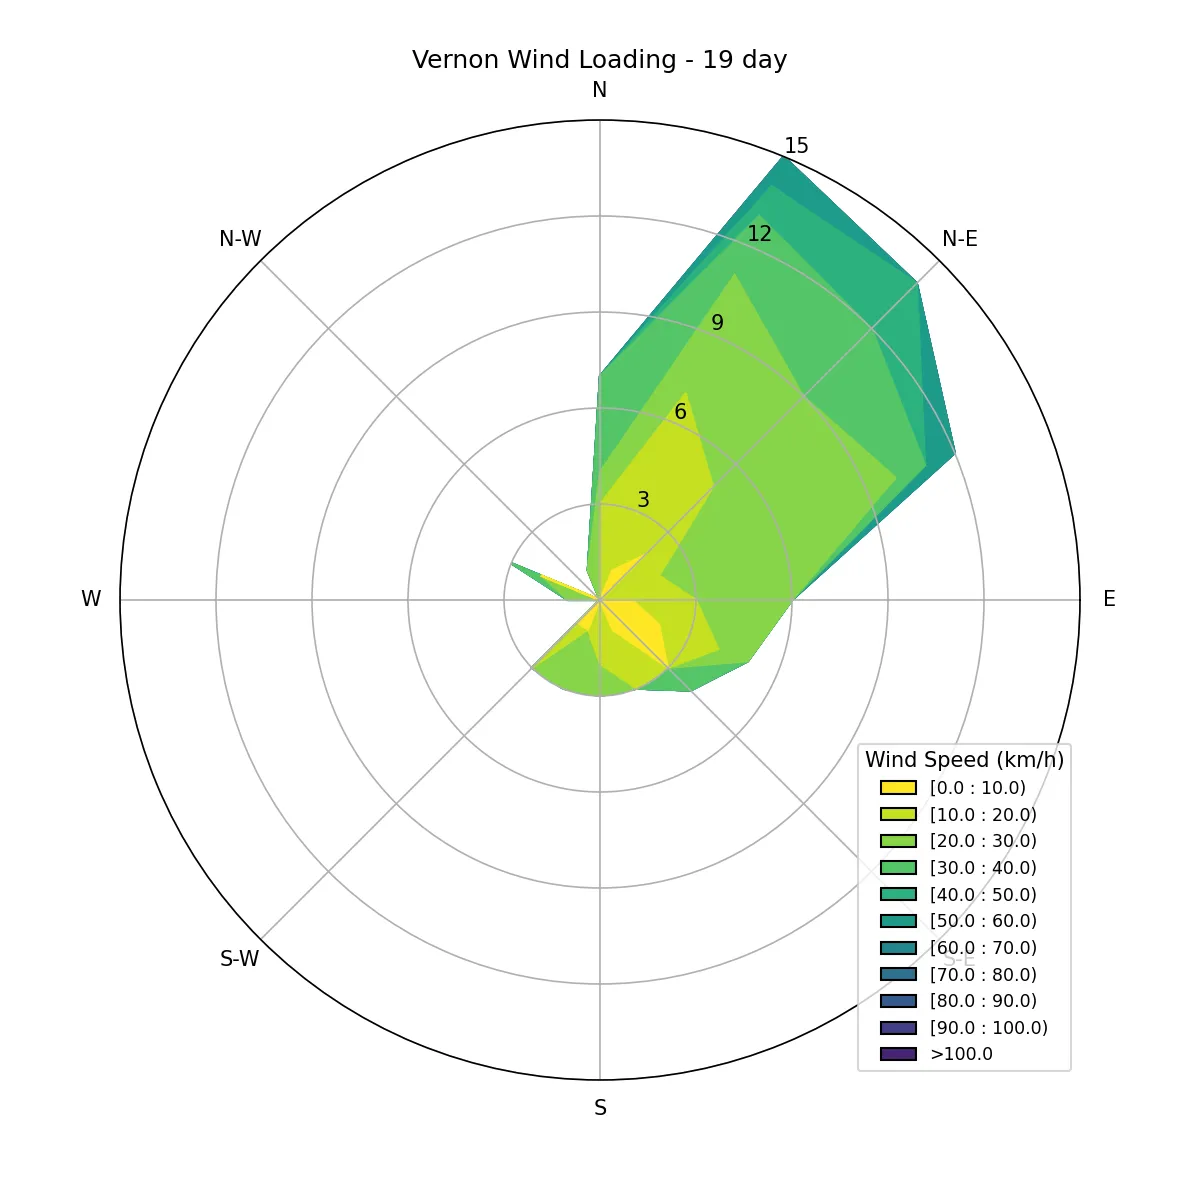 Vernon Wind Loading - 19 day
N
15
12
N-W
N-E
9
6
3
W
E
Wind Speed (km/h)
[0.0 : 10.0)
[10.0 : 20.0)
[20.0 : 30.0)
[30.0 : 40.0)
[40.0 : 50.0)
[50.0 : 60.0)
[60.0 : 70.0)
[70.0 : 80.0)
[80.0 : 90.0)
[90.0 : 100.0)
>100.0
S-W
S-E
S